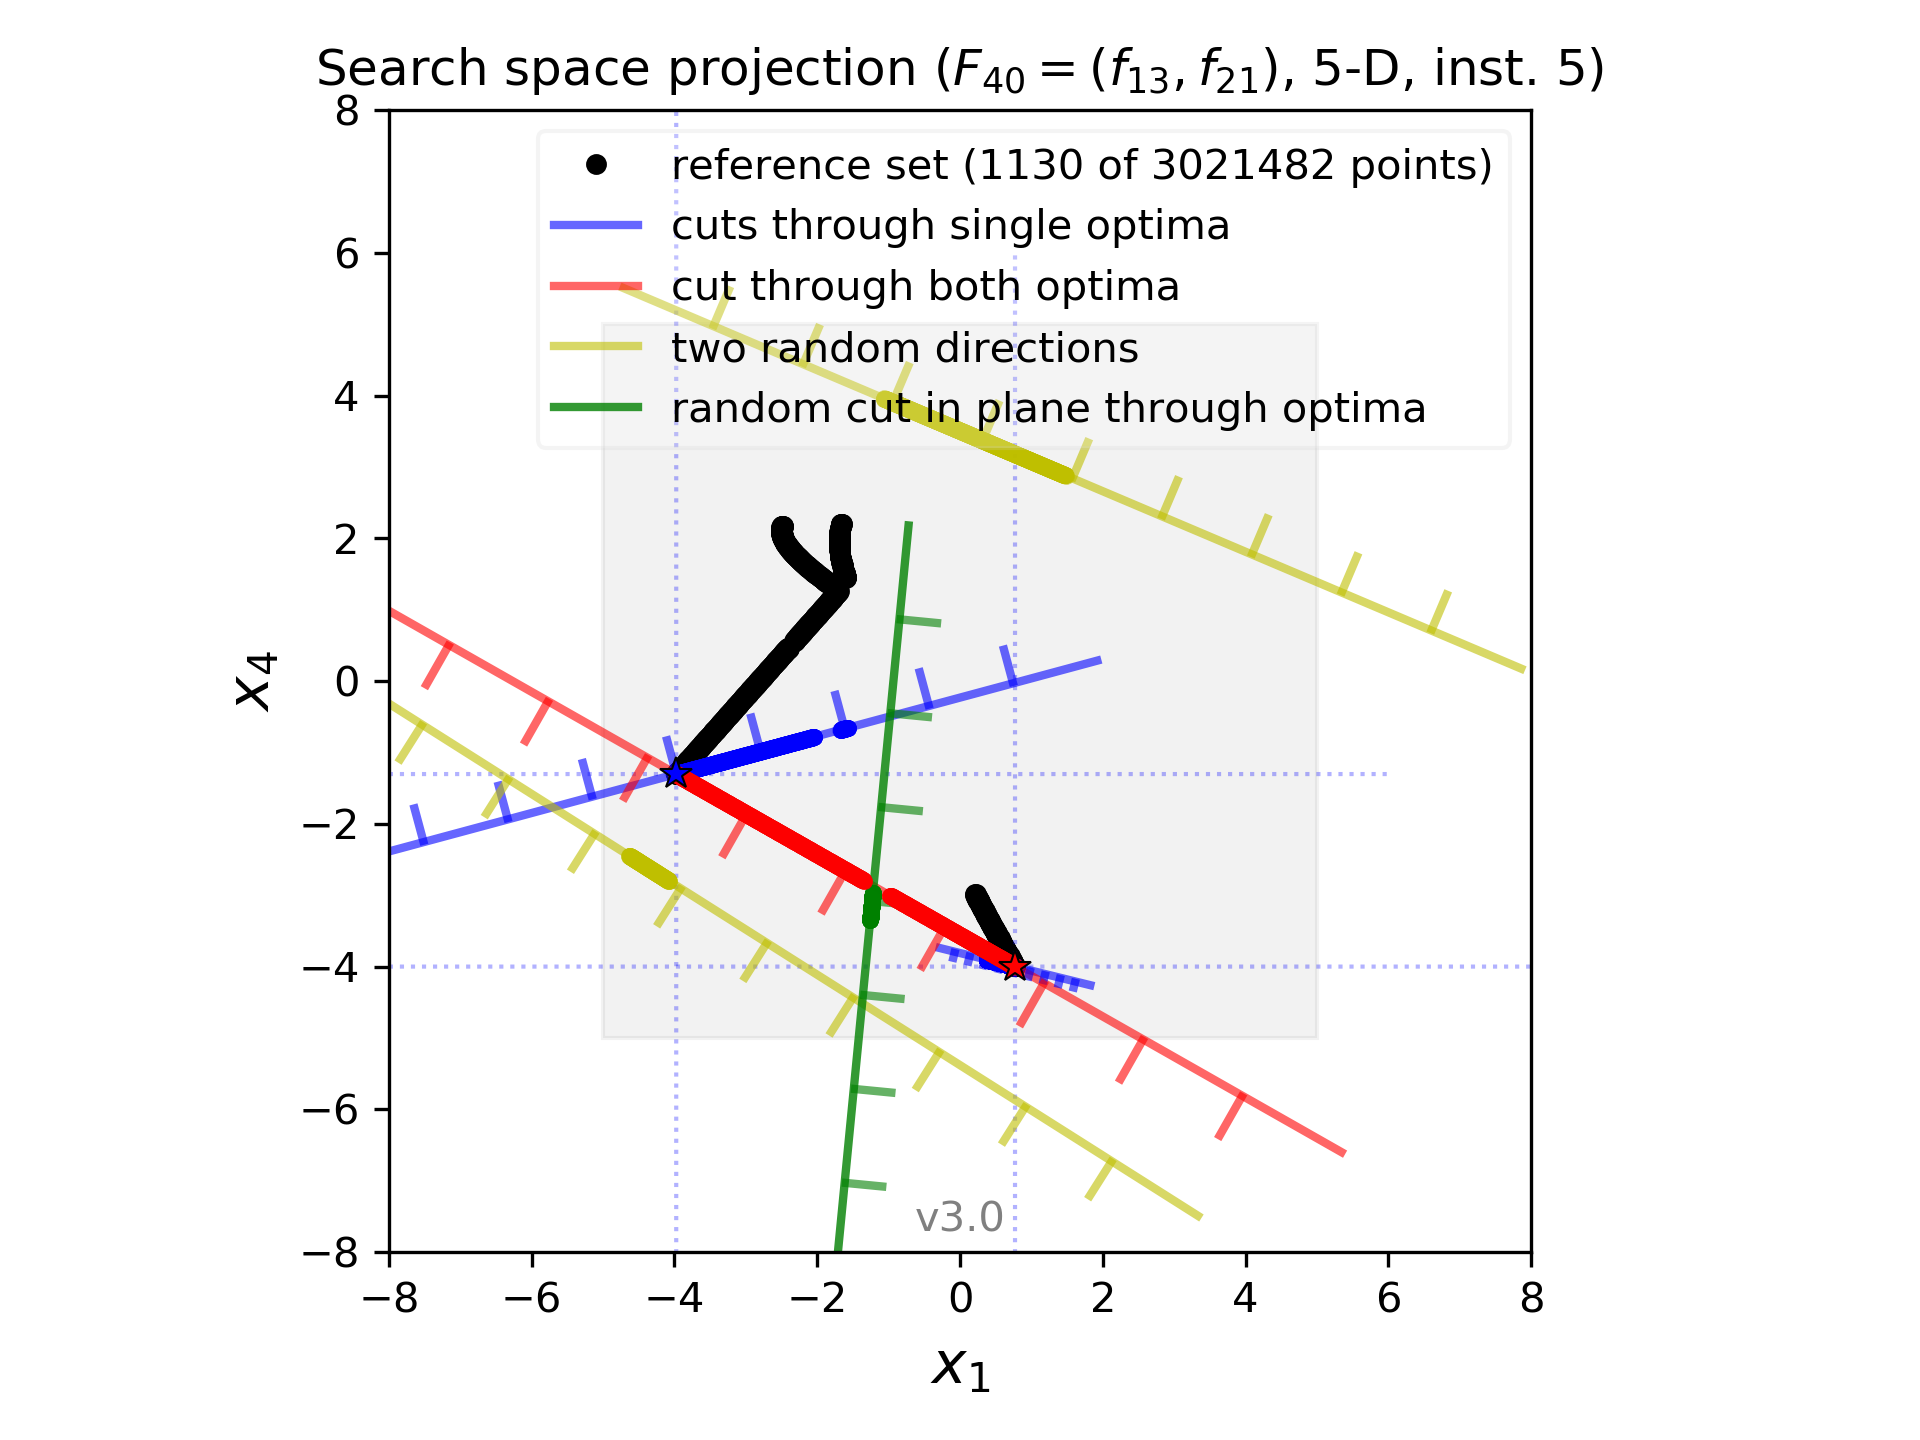 Search space projection (F40 = (f13, f21), 5-D, inst. 5)
reference set (1130 of 3021482 points)
cuts through single optima
cut through both optima
two random directions
random cut in plane through optima
8
6
4
2
0
−2
−4
−6
−8
x4
v3.0
−8 −6 −4 −2 0 2 4 6 8
x1